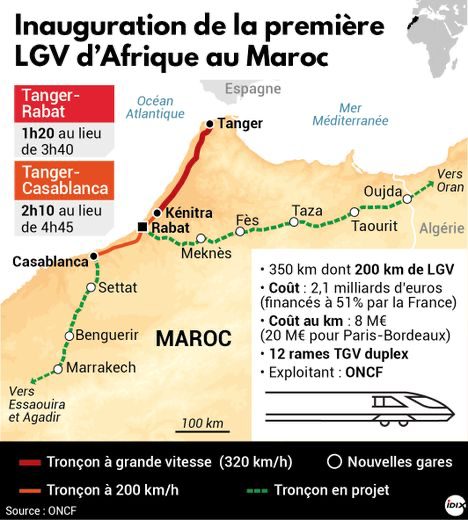 Inauguration de la première
LGV d'Afrique au Maroc
Tanger-
Rabat
1h20 au lieu
de 3h40
Tanger-
Casablanca
2h10 au lieu
de 4h45
Océan
Atlantique
Espagne
Mer
Méditerranée
Tanger
Vers
Oran
Oujda
Algérie
Kénitra
Rabat
Fès
Taza
Taourit
Meknès
Casablanca
Settat
Benguerir
Marrakech
MAROC
Vers
Essaouira
et Agadir
100 km
• 350 km dont 200 km de LGV
• Coût : 2,1 milliards d'euros
(financés à 51% par la France)
• Coût au km : 8 M€
(20 M€ pour Paris-Bordeaux)
• 12 rames TGV duplex
• Exploitant : ONCF
Tronçon à grande vitesse (320 km/h)
Nouvelles gares
Tronçon à 200 km/h
Tronçon en projet
Source : ONCF
iDIX